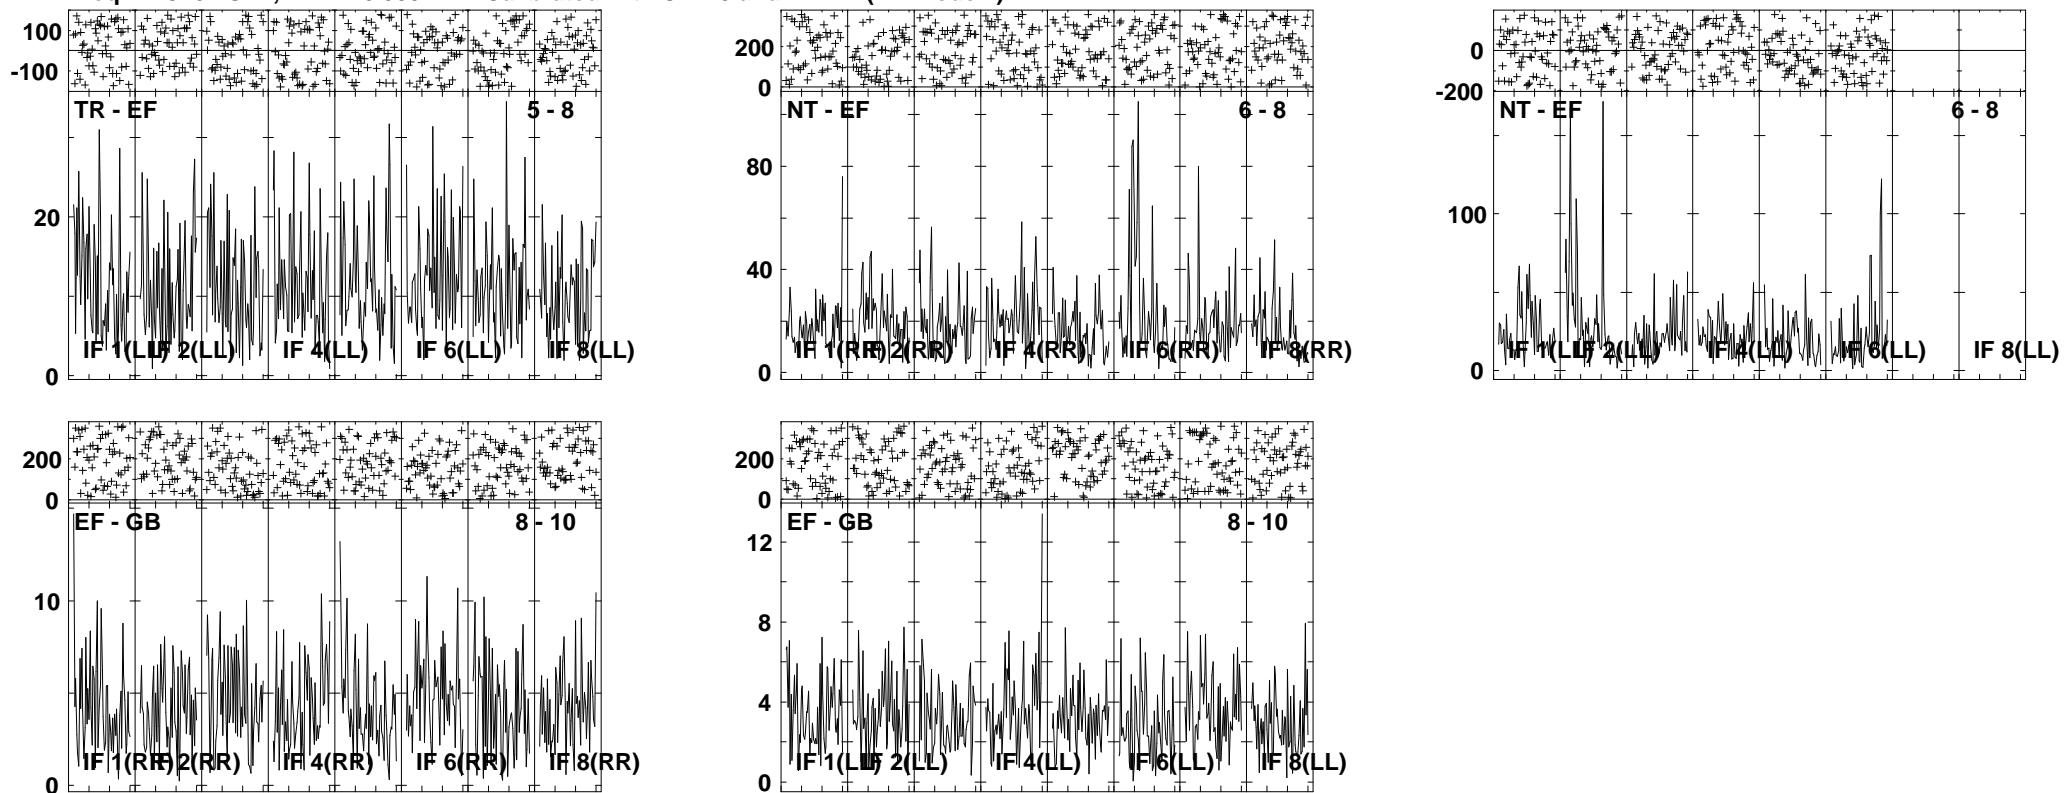 100
-100
TR - EF 5 - 8
20
0
IF 1(LL) IF 2(LL) IF 4(LL) IF 6(LL) IF 8(LL)
200
0
NT - EF 6 - 8
80
40
0
IF 1(RR) IF 2(RR) IF 4(RR) IF 6(RR) IF 8(RR)
0
-200
NT - EF 6 - 8
100
0
IF 1(LL) IF 2(LL) IF 4(LL) IF 6(LL) IF 8(LL)
200
0
EF - GB 8 - 10
10
0
IF 1(RR) IF 2(RR) IF 4(RR) IF 6(RR) IF 8(RR)
200
0
EF - GB 8 - 10
12
8
4
0
IF 1(LL) IF 2(LL) IF 4(LL) IF 6(LL) IF 8(LL)